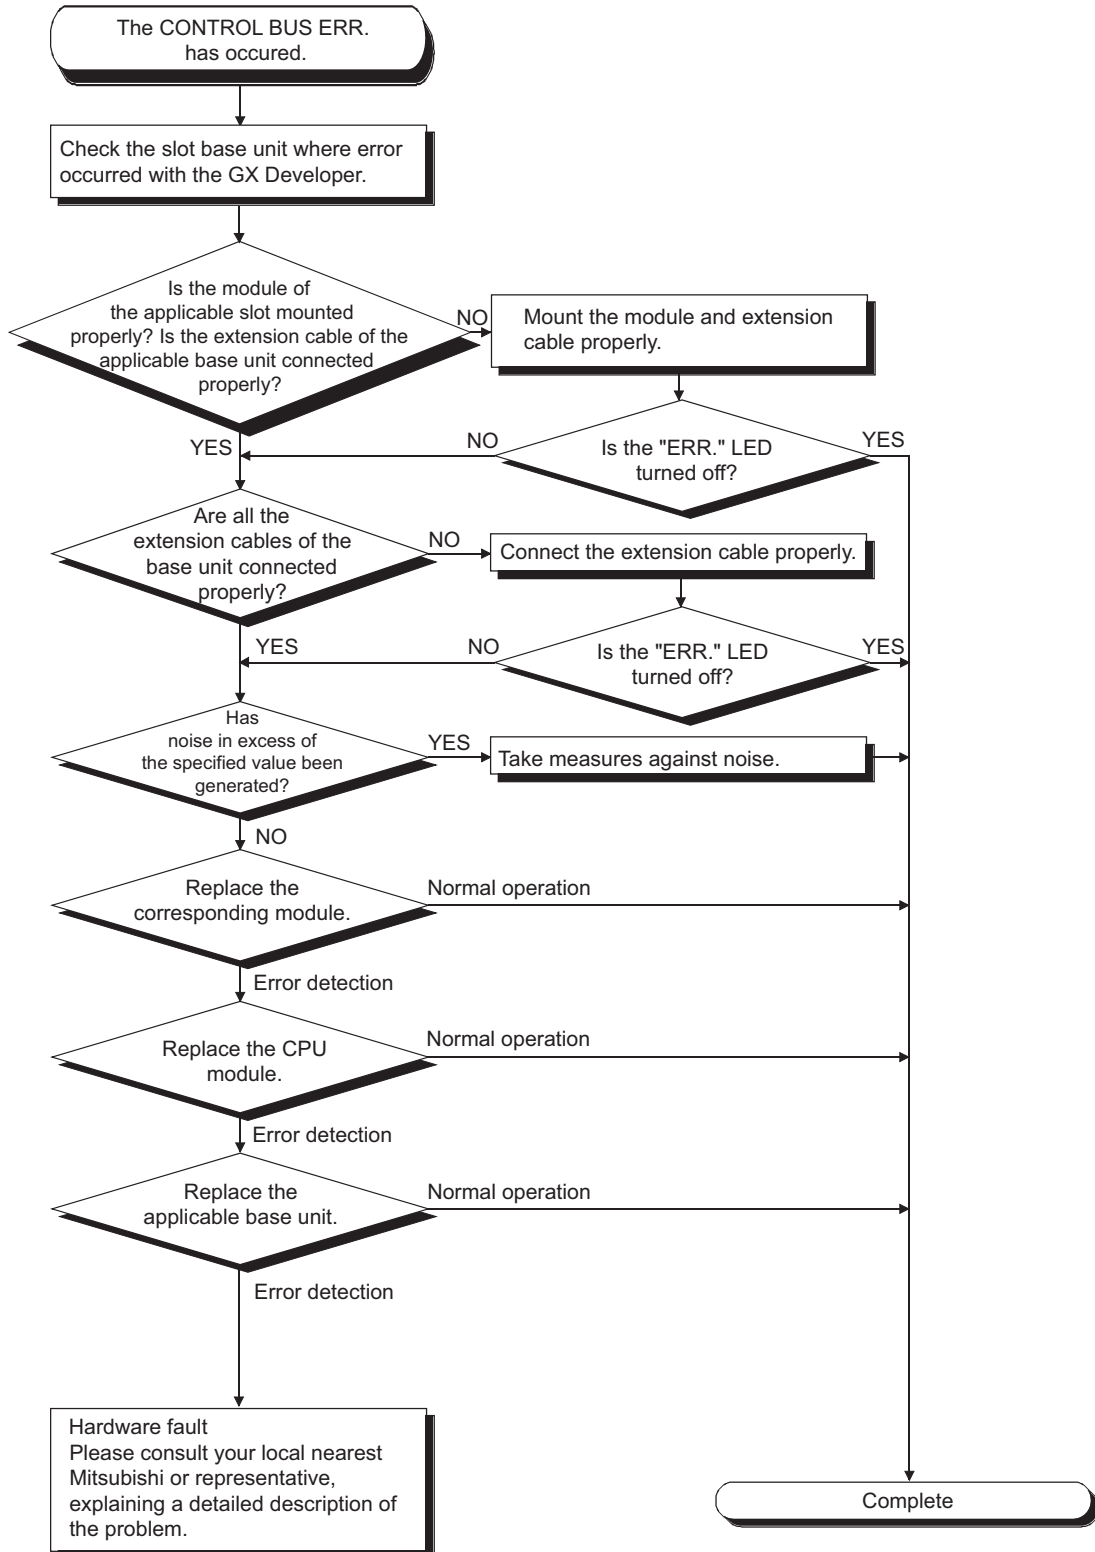 The CONTROL BUS ERR.
has occured.
Check the slot base unit where error
occurred with the GX Developer.
Is the module of
the applicable slot mounted
properly? Is the extension cable of the
applicable base unit connected
properly?
NO
Mount the module and extension
cable properly.
YES
NO
Is the "ERR." LED
turned off?
YES
Are all the
extension cables of the
base unit connected
properly?
NO
Connect the extension cable properly.
YES
NO
Is the "ERR." LED
turned off?
YES
Has
noise in excess of
the specified value been
generated?
YES
Take measures against noise.
NO
Replace the
corresponding module.
Normal operation
Error detection
Replace the CPU
module.
Normal operation
Error detection
Replace the
applicable base unit.
Normal operation
Error detection
Hardware fault
Please consult your local nearest
Mitsubishi or representative,
explaining a detailed description of
the problem.
Complete